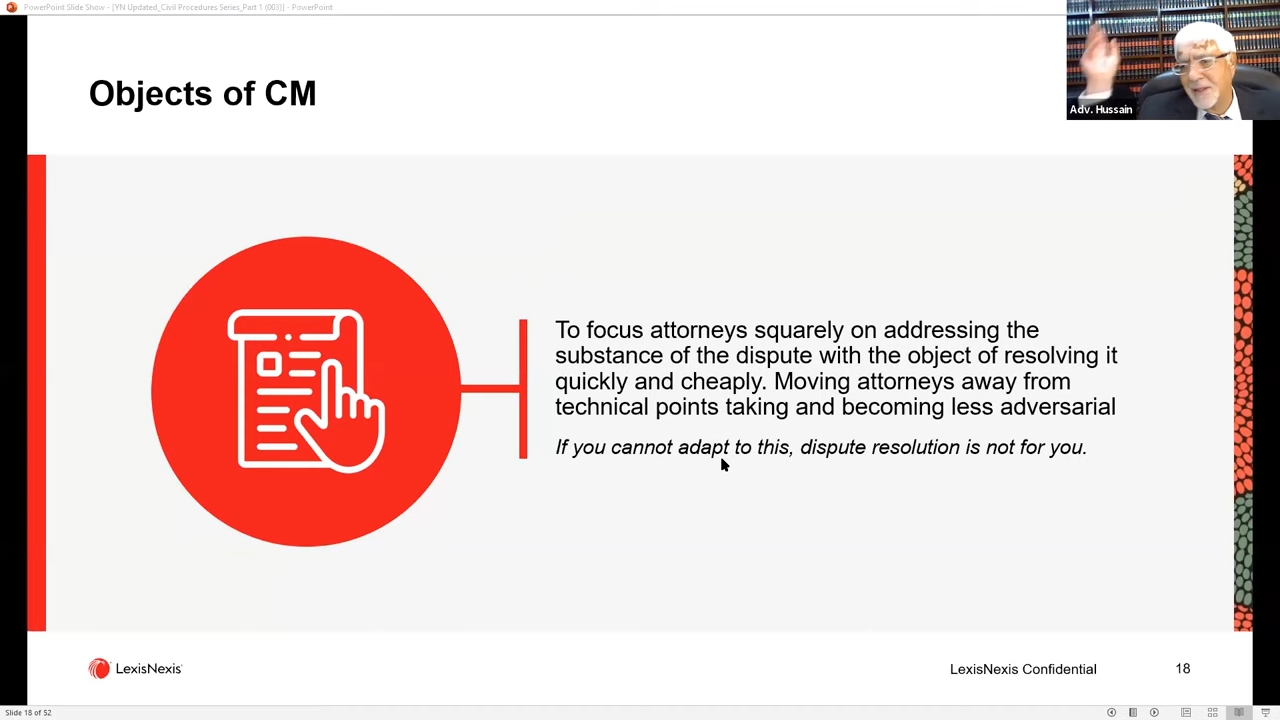 PowerPoint Slide Show - [YN Updated_Civil Procedures Series_Part 1 (003)] - PowerPoint
Adv. Hussain
Objects of CM
To focus attorneys squarely on addressing the
substance of the dispute with the object of resolving it
quickly and cheaply. Moving attorneys away from
technical points taking and becoming less adversarial
If you cannot adapt to this, dispute resolution is not for you.
LexisNexis
LexisNexis Confidential
18
Slide 18 of 52